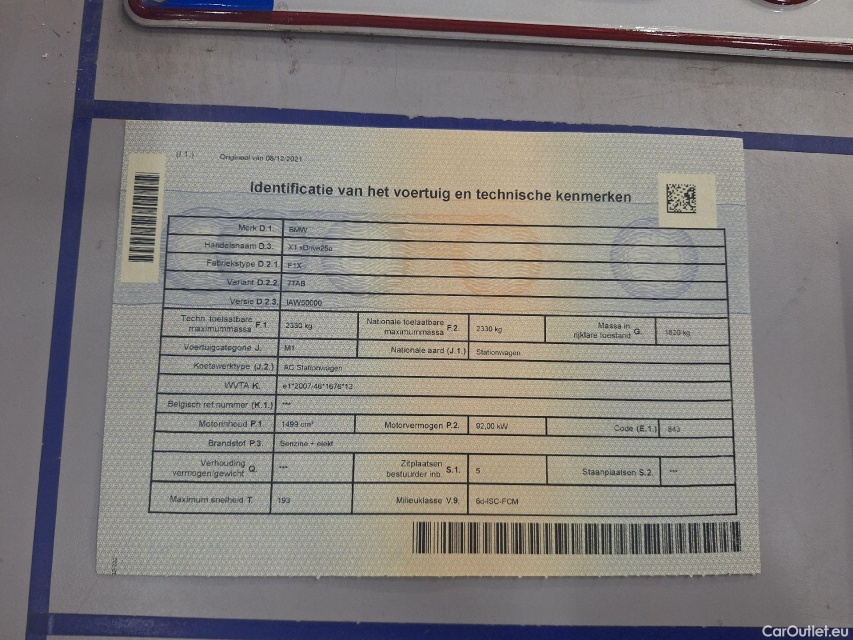 (I.1.) Origineel van 08/12/2021
Identificatie van het voertuig en technische kenmerken
Merk D.1. BMW
Handelsnaam D.3. X1 xDrive25e
Fabriekstype D.2.1. F1X
Variant D.2.2. 71AB
Versie D.2.3. IAW50000
Techn. toelaatbare maximummassa F.1 2330 kg Nationale toelaatbare maximummassa F.2. 2330 kg Massa in rijklare toestand G. 1820 kg
Voertuigcategorie J. M1 Nationale aard (J.1.) Stationwagen
Koetswerktype (J.2.) AC Stationwagen
WVTA K. e1*2007/46*1676*13
Belgisch ref.nummer (K.1.) ***
Motorinhoud P.1. 1499 cm³ Motorvermogen P.2. 92,00 kW Code (E.1.) 843
Brandstof P.3. Benzine + elekt
Verhouding vermogen/gewicht Q. *** Zitplaatsen bestuurder inb. S.1. 5 Staanplaatsen S.2. ***
Maximum snelheid T. 193 Milieuklasse V.9. 6d-ISC-FCM
CarOutlet.eu